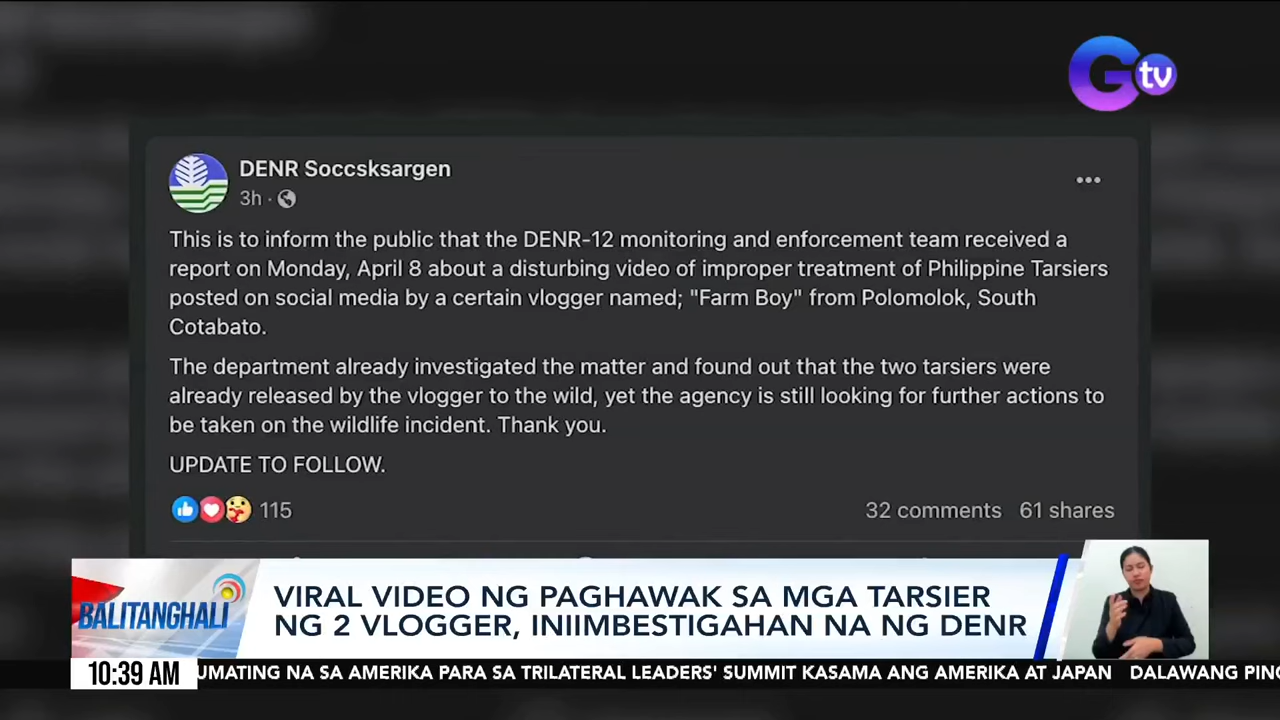 Gtv
DENR Soccsksargen
3h ·
This is to inform the public that the DENR-12 monitoring and enforcement team received a
report on Monday, April 8 about a disturbing video of improper treatment of Philippine Tarsiers
posted on social media by a certain vlogger named; "Farm Boy" from Polomolok, South
Cotabato.
The department already investigated the matter and found out that the two tarsiers were
already released by the vlogger to the wild, yet the agency is still looking for further actions to
be taken on the wildlife incident. Thank you.
UPDATE TO FOLLOW.
115 32 comments 61 shares
BALITANGHALI
VIRAL VIDEO NG PAGHAWAK SA MGA TARSIER
NG 2 VLOGGER, INIIMBESTIGAHAN NA NG DENR
10:39 AM
UMATING NA SA AMERIKA PARA SA TRILATERAL LEADERS' SUMMIT KASAMA ANG AMERIKA AT JAPAN DALAWANG PINO